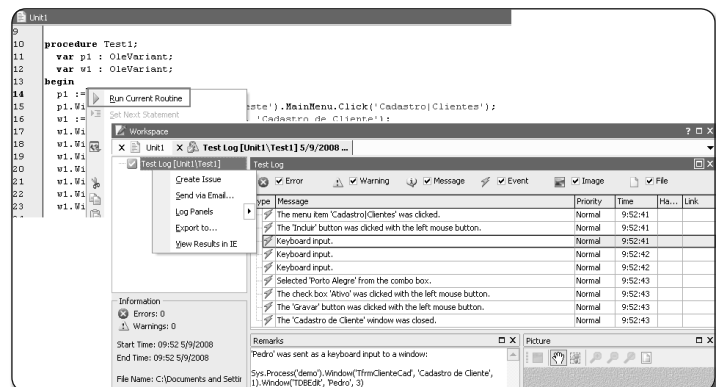 Unit1
9
10 procedure Test1;
11 var p1 : OleVariant;
12 var w1 : OleVariant;
13 begin
14 p1 :=
Run Current Routine
15 p1.Wi ste').MainMenu.Click('Cadastro|Clientes');
Set Next Statement
16 w1 := 'Cadastro de Cliente');
17 w1.Wi
Workspace
18 w1.Wi
Unit1 Test Log [Unit1\Test1] 5/9/2008 ...
19 w1.Wi
Test Log [Unit1\Test1]
Test Log
20 w1.Wi
21 w1.Wi
22 w1.Wi
23 w1.Wi
Create Issue
Send via Email...
Log Panels
Export to...
View Results in IE
Error Warning Message Event Image File
ype Message Priority Time Ha... Link
The menu item 'Cadastro|Clientes' was clicked. Normal 9:52:41
The 'Incluir' button was clicked with the left mouse button. Normal 9:52:41
Keyboard input. Normal 9:52:41
Keyboard input. Normal 9:52:42
Keyboard input. Normal 9:52:42
Selected 'Porto Alegre' from the combo box. Normal 9:52:43
The check box 'Ativo' was clicked with the left mouse button. Normal 9:52:43
The 'Gravar' button was clicked with the left mouse button. Normal 9:52:43
The 'Cadastro de Cliente' window was closed. Normal 9:52:43
Information
Errors: 0
Warnings: 0
Start Time: 09:52 5/9/2008
End Time: 09:52 5/9/2008
File Name: C:\Documents and Settir
Remarks
'Pedro' was sent as a keyboard input to a window:
Sys.Process('demo').Window('TfrmClienteCad', 'Cadastro de Cliente',
1).Window('TDBEdit', 'Pedro', 3)
Picture